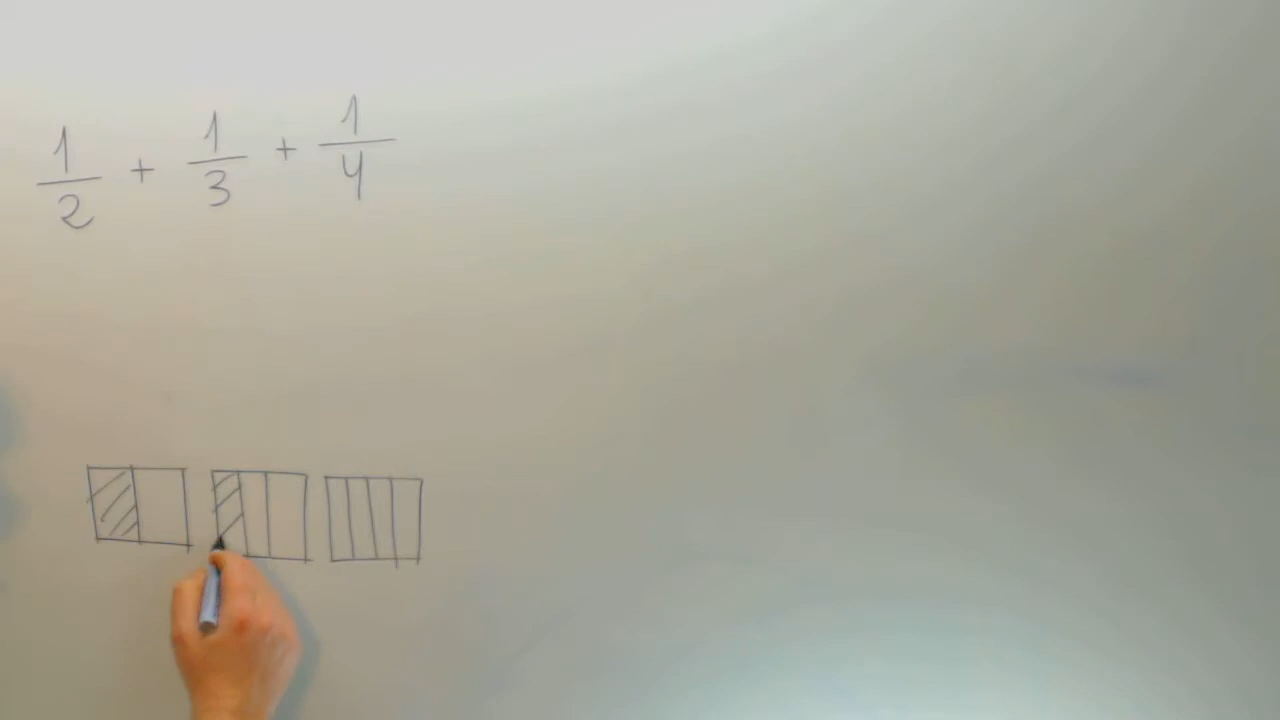 1/2 + 1/3 + 1/4